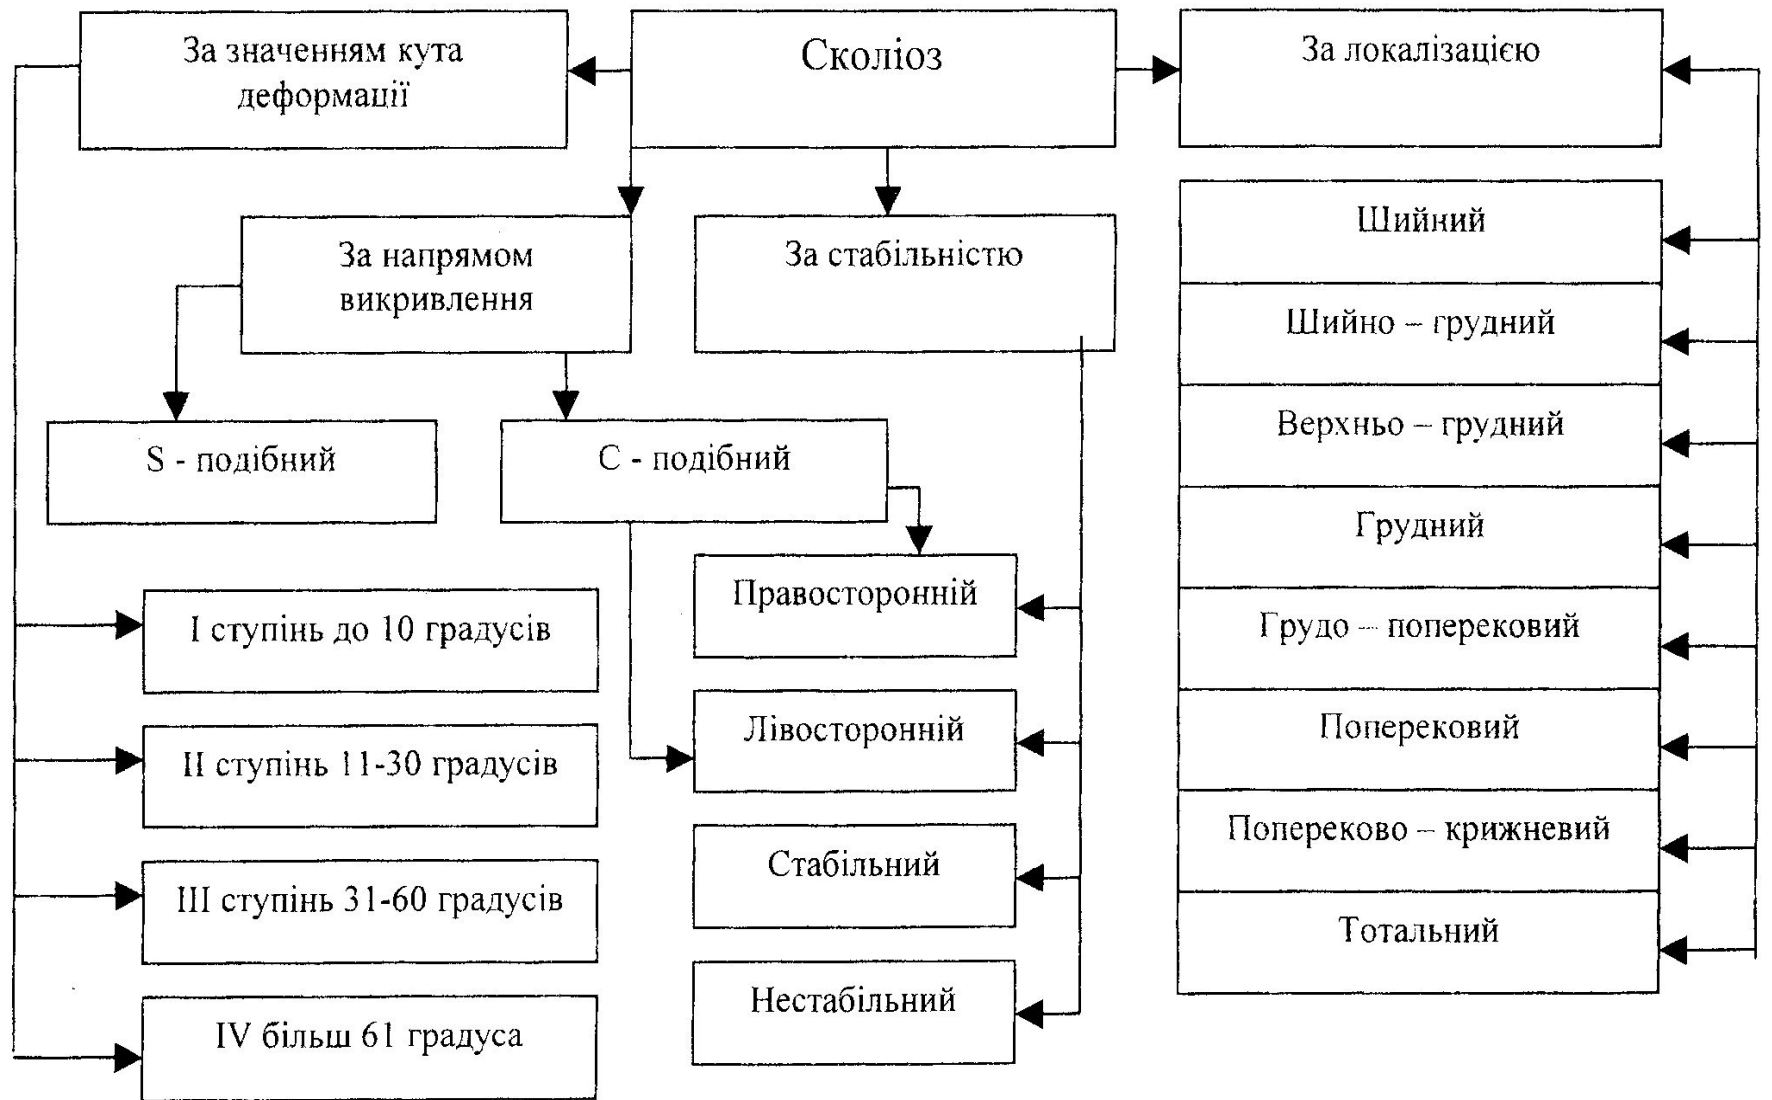 За значенням кута
деформації
Сколіоз
За локалізацією
За напрямом
викривлення
За стабільністю
S - подібний
С - подібний
Правосторонній
Лівосторонній
Стабільний
Нестабільний
І ступінь до 10 градусів
ІІ ступінь 11-30 градусів
ІІІ ступінь 31-60 градусів
IV більш 61 градуса
Шийний
Шийно – грудний
Верхньо – грудний
Грудний
Грудо – поперековий
Поперековий
Попереково – крижневий
Тотальний